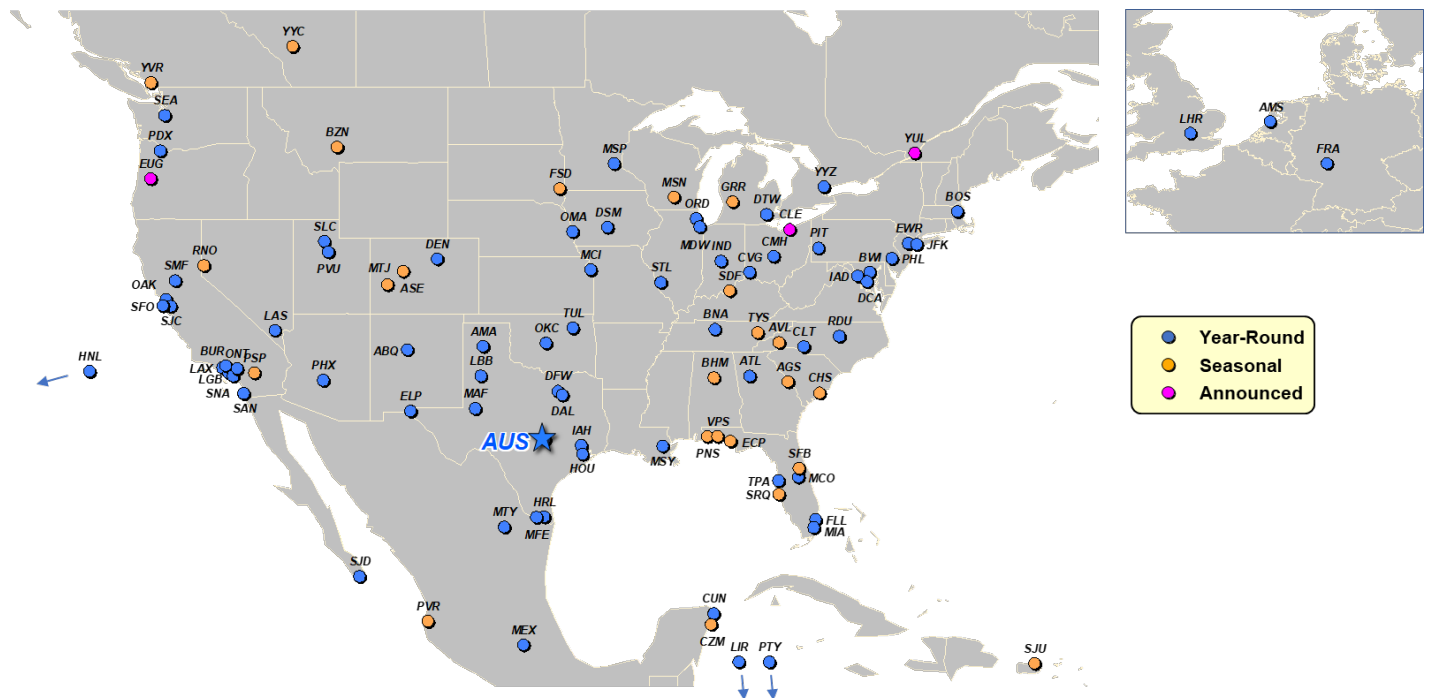 YYC
YVR
SEA
PDX
EUG
BZN
MSP
FSD
MSN
GRR
YUL
YYZ
BOS
ORD
DTW
CLE
OMA
DSM
MDW
IND
CMH
PIT
EWR
JFK
PHL
SLC
PVU
DEN
RNO
SMF
MTJ
ASE
MCI
STL
CVG
SDF
IAD
BWI
DCA
OAK
SFO
SJC
LAS
ABQ
AMA
OKC
TUL
BNA
TYS
AVL
CLT
RDU
HNL
BUR
ONT
PSP
LAX
LGB
SNA
SAN
PHX
ELP
LBB
MAF
DFW
DAL
BHM
ATL
AGS
CHS
AUS
IAH
HOU
MSY
VPS
PNS
ECP
SFB
MCO
TPA
SRQ
FLL
MIA
MTY
HRL
MFE
SJD
PVR
MEX
CUN
CZM
LIR
PTY
SJU
LHR
AMS
FRA
Year-Round
Seasonal
Announced